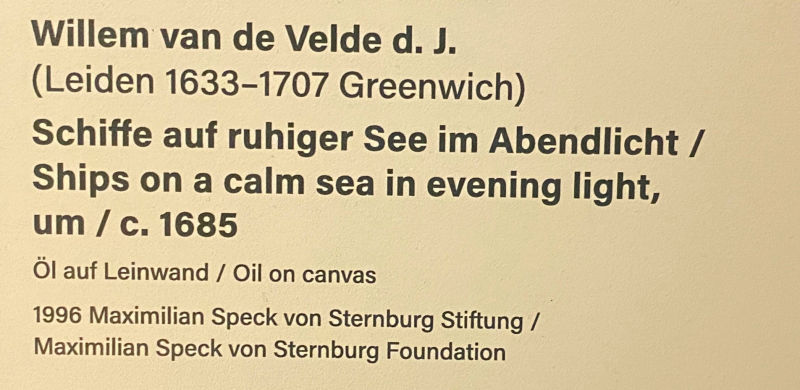 Willem van de Velde d. J.
(Leiden 1633–1707 Greenwich)
Schiffe auf ruhiger See im Abendlicht /
Ships on a calm sea in evening light,
um / c. 1685
Öl auf Leinwand / Oil on canvas
1996 Maximilian Speck von Sternburg Stiftung /
Maximilian Speck von Sternburg Foundation